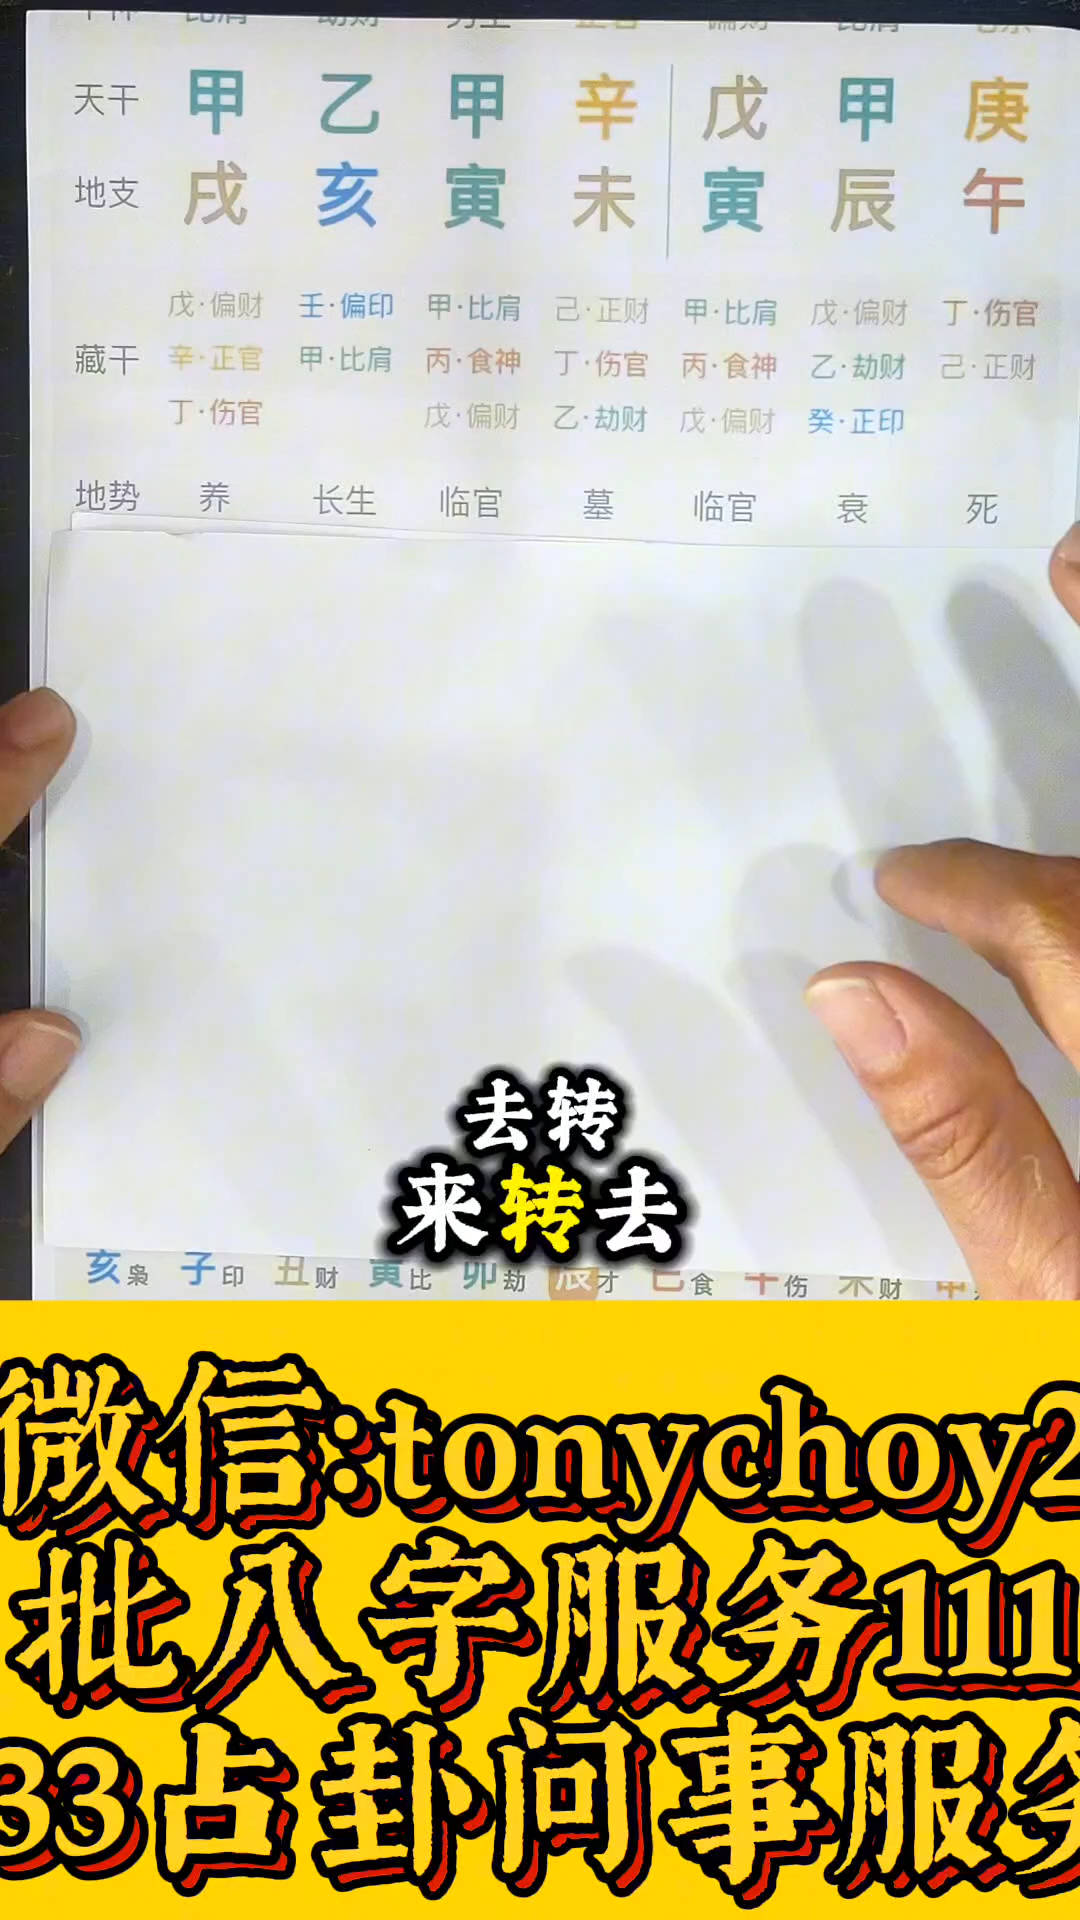 天干 甲 乙 甲 辛 戊 甲 庚
地支 戌 亥 寅 未 寅 辰 午
戊·偏财 壬·偏印 甲·比肩 己·正财 甲·比肩 戊·偏财 丁·伤官
藏干 辛·正官 甲·比肩 丙·食神 丁·伤官 丙·食神 乙·劫财 己·正财
丁·伤官 戊·偏财 乙·劫财 戊·偏财 癸·正印
地势 养 长生 临官 墓 临官 衰 死
去转
来转去
亥枭 子印 丑财 寅比 卯劫 辰才 巳食 午伤 未财
微信:tonychoy2
批八字服务111
33占卦问事服务